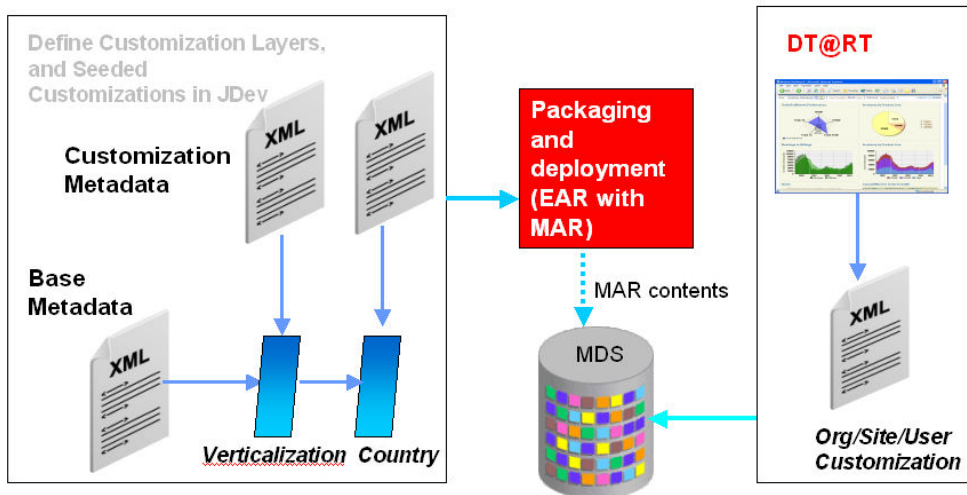 Define Customization Layers,
and Seeded
Customizations in JDev
XML
XML
Customization
Metadata
Base
Metadata
XML
Verticalization
Country
Packaging
and
deployment
(EAR with
MAR)
MAR contents
MDS
DT@RT
XML
Org/Site/User
Customization